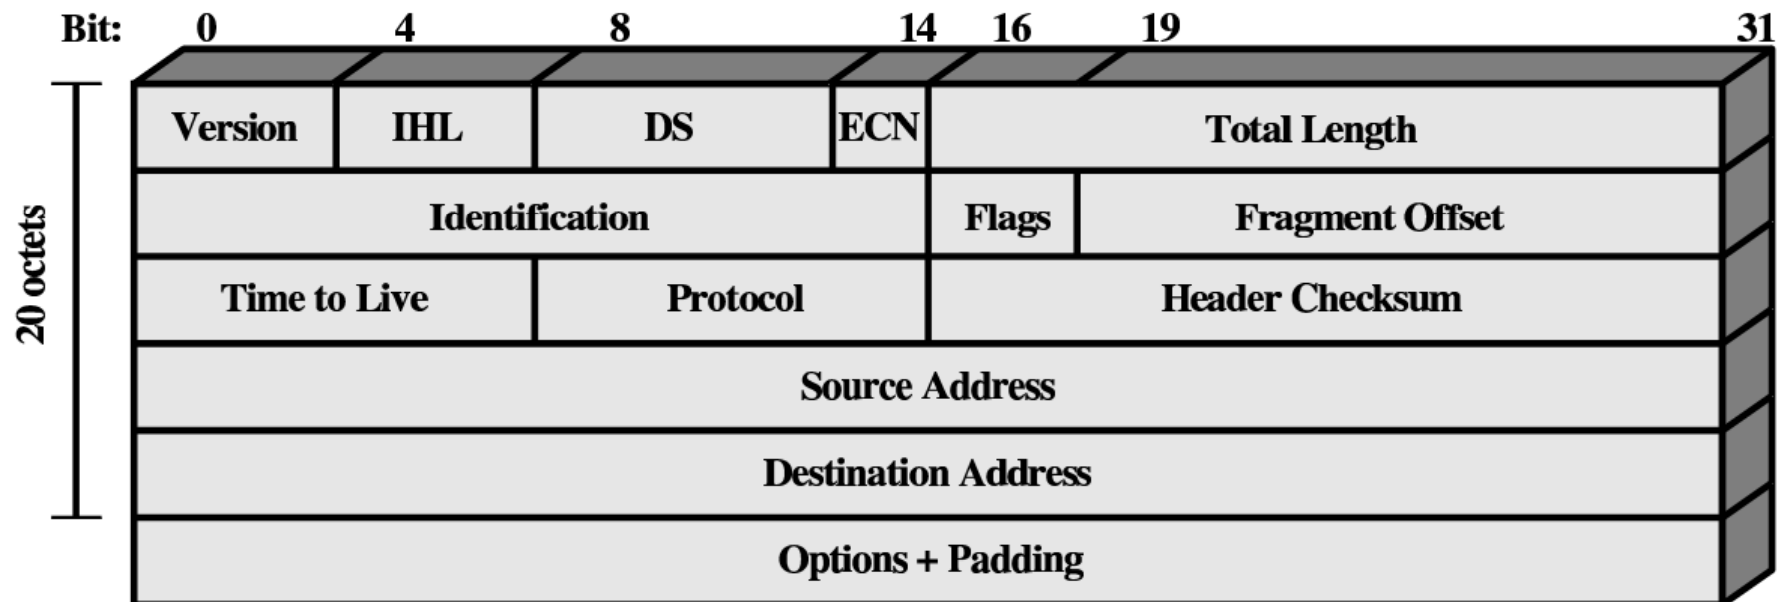 Bit: 0 4 8 14 16 19 31
Version IHL DS ECN Total Length
Identification Flags Fragment Offset
Time to Live Protocol Header Checksum
Source Address
Destination Address
Options + Padding
20 octets